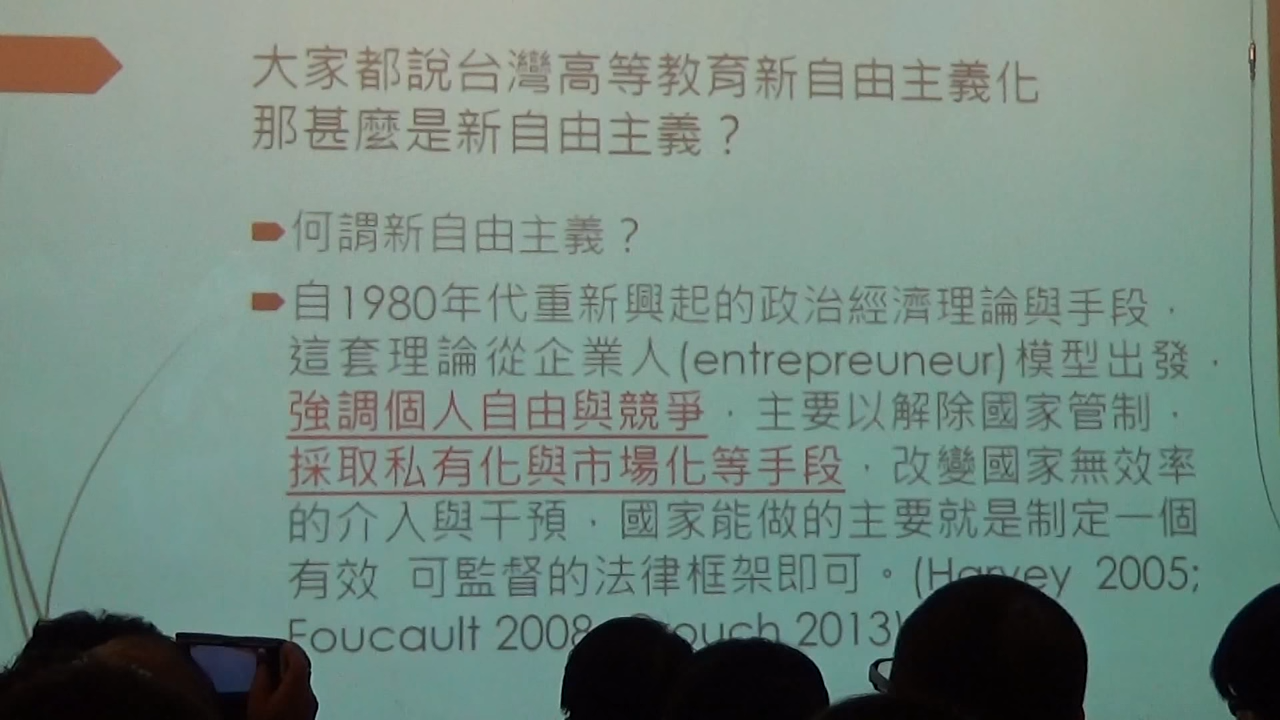 大家都說台灣高等教育新自由主義化
那甚麼是新自由主義？
何謂新自由主義？
自1980年代重新興起的政治經濟理論與手段，
這套理論從企業人(entrepreuneur)模型出發，
強調個人自由與競爭，主要以解除國家管制，
採取私有化與市場化等手段，改變國家無效率
的介入與干預，國家能做的主要就是制定一個
有效 可監督的法律框架即可。(Harvey 2005;
Foucault 2008 Crouch 2013)